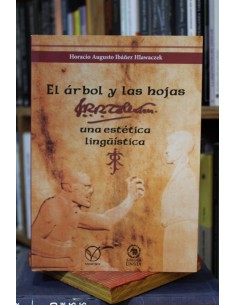 Horacio Augusto Ibáñez Hlawaczek
El árbol y las hojas
una estética
lingüística